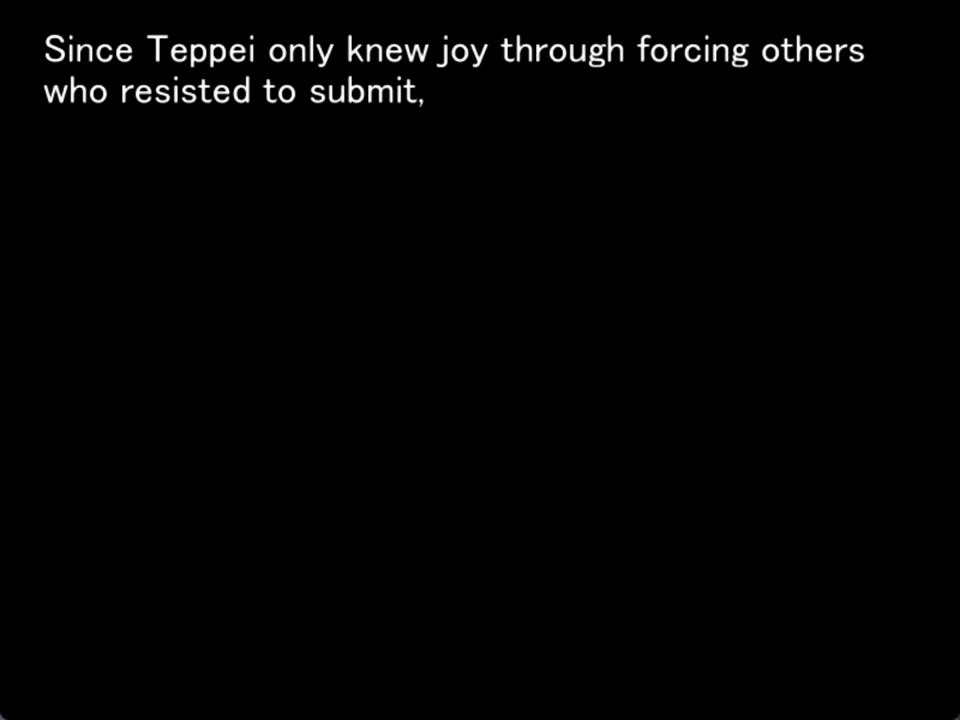 Since Teppei only knew joy through forcing others
who resisted to submit,